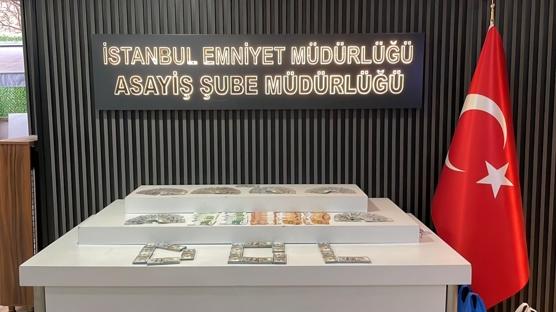 İSTANBUL EMNİYET MÜDÜRLÜĞÜ
ASAYİŞ ŞUBE MÜDÜRLÜĞÜ